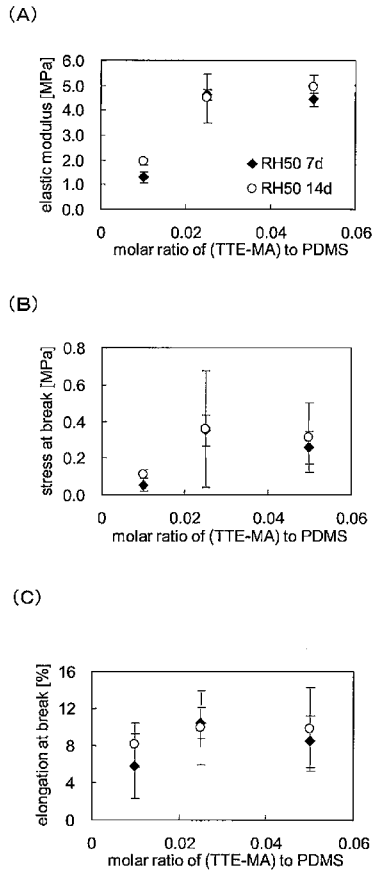 (A)
elastic modulus [MPa]
6.0
5.0
4.0
3.0
2.0
1.0
0.0
RH50 7d
RH50 14d
0 0.02 0.04 0.06
molar ratio of (TTE-MA) to PDMS
(B)
stress at break [MPa]
0.8
0.6
0.4
0.2
0.0
0 0.02 0.04 0.06
molar ratio of (TTE-MA) to PDMS
(C)
elongation at break [%]
16
12
8
4
0
0 0.02 0.04 0.06
molar ratio of (TTE-MA) to PDMS